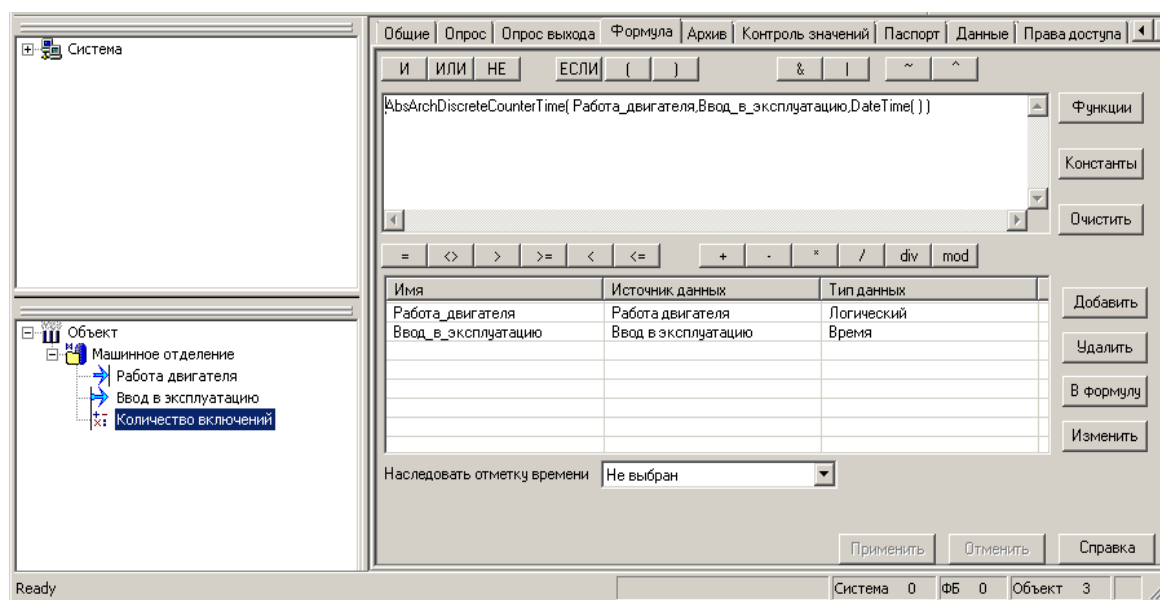 Система
Объект
Машинное отделение
Работа двигателя
Ввод в эксплуатацию
Количество включений
Общие Опрос Опрос выхода Формула Архив Контроль значений Паспорт Данные Права доступа
И ИЛИ НЕ ЕСЛИ ( ) & | ~ ^
AbsArchDiscreteCounterTime( Работа_двигателя,Ввод_в_эксплуатацию,DateTime( ) )
Функции
Константы
Очистить
= <> > >= < <= + - * / div mod
Имя Источник данных Тип данных
Работа_двигателя Работа двигателя Логический
Ввод_в_эксплуатацию Ввод в эксплуатацию Время
Добавить
Удалить
В формулу
Изменить
Наследовать отметку времени Не выбран
Применить Отменить Справка
Ready Система 0 ФБ 0 Объект 3